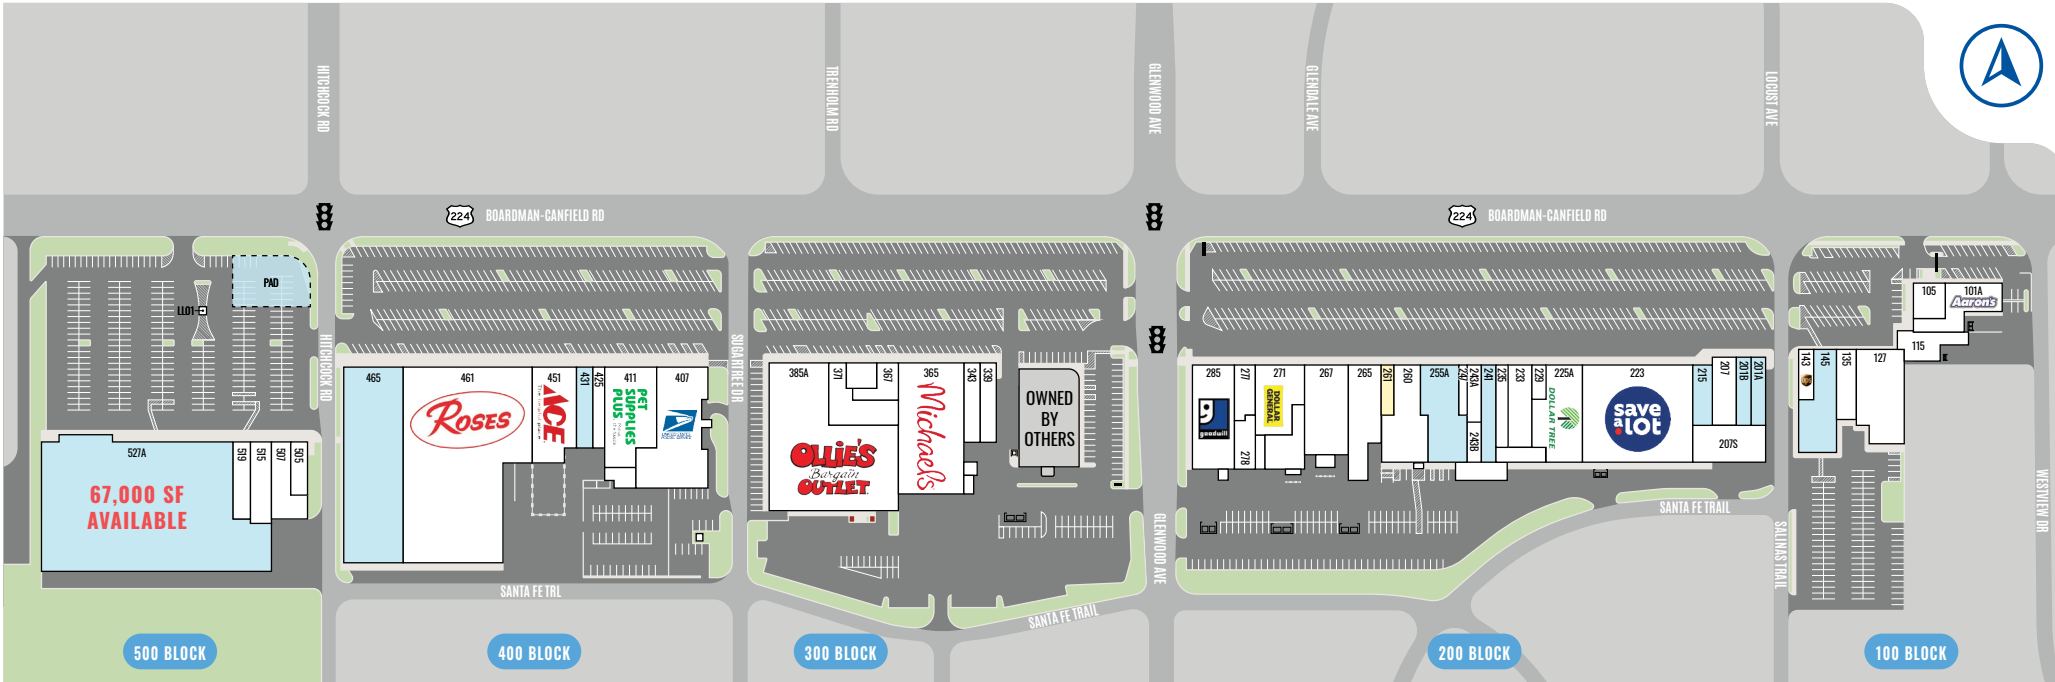 HITCHCOCK RD
TRENHOLM RD
GLENWOOD AVE
GLENDALE AVE
LOCUST AVE
224
BOARDMAN-CANFIELD RD
224
BOARDMAN-CANFIELD RD
PAD
LL01
HITCHCOCK RD
527A
67,000 SF
AVAILABLE
519
515
507
505
465
461
ROSES
451
ACE
431
425
411
PET
SUPPLIES
PLUS
407
SUGARTREE DR
385A
OLLIE'S
Bargain
OUTLET
371
367
365
Michaels
343
339
OWNED
BY
OTHERS
GLENWOOD AVE
285
goodwill
277
278
271
DOLLAR
GENERAL
267
265
261
260
255A
247
243A
243B
241
235
233
229
225A
DOLLAR TREE
223
save
a lot
215
207
201B
201A
207S
105
101A
Aaron's
115
143
145
135
127
WESTVIEW DR
SALINAS TRAIL
SANTA FE TRAIL
SANTA FE TRL
SANTA FE TRAIL
500 BLOCK
400 BLOCK
300 BLOCK
200 BLOCK
100 BLOCK